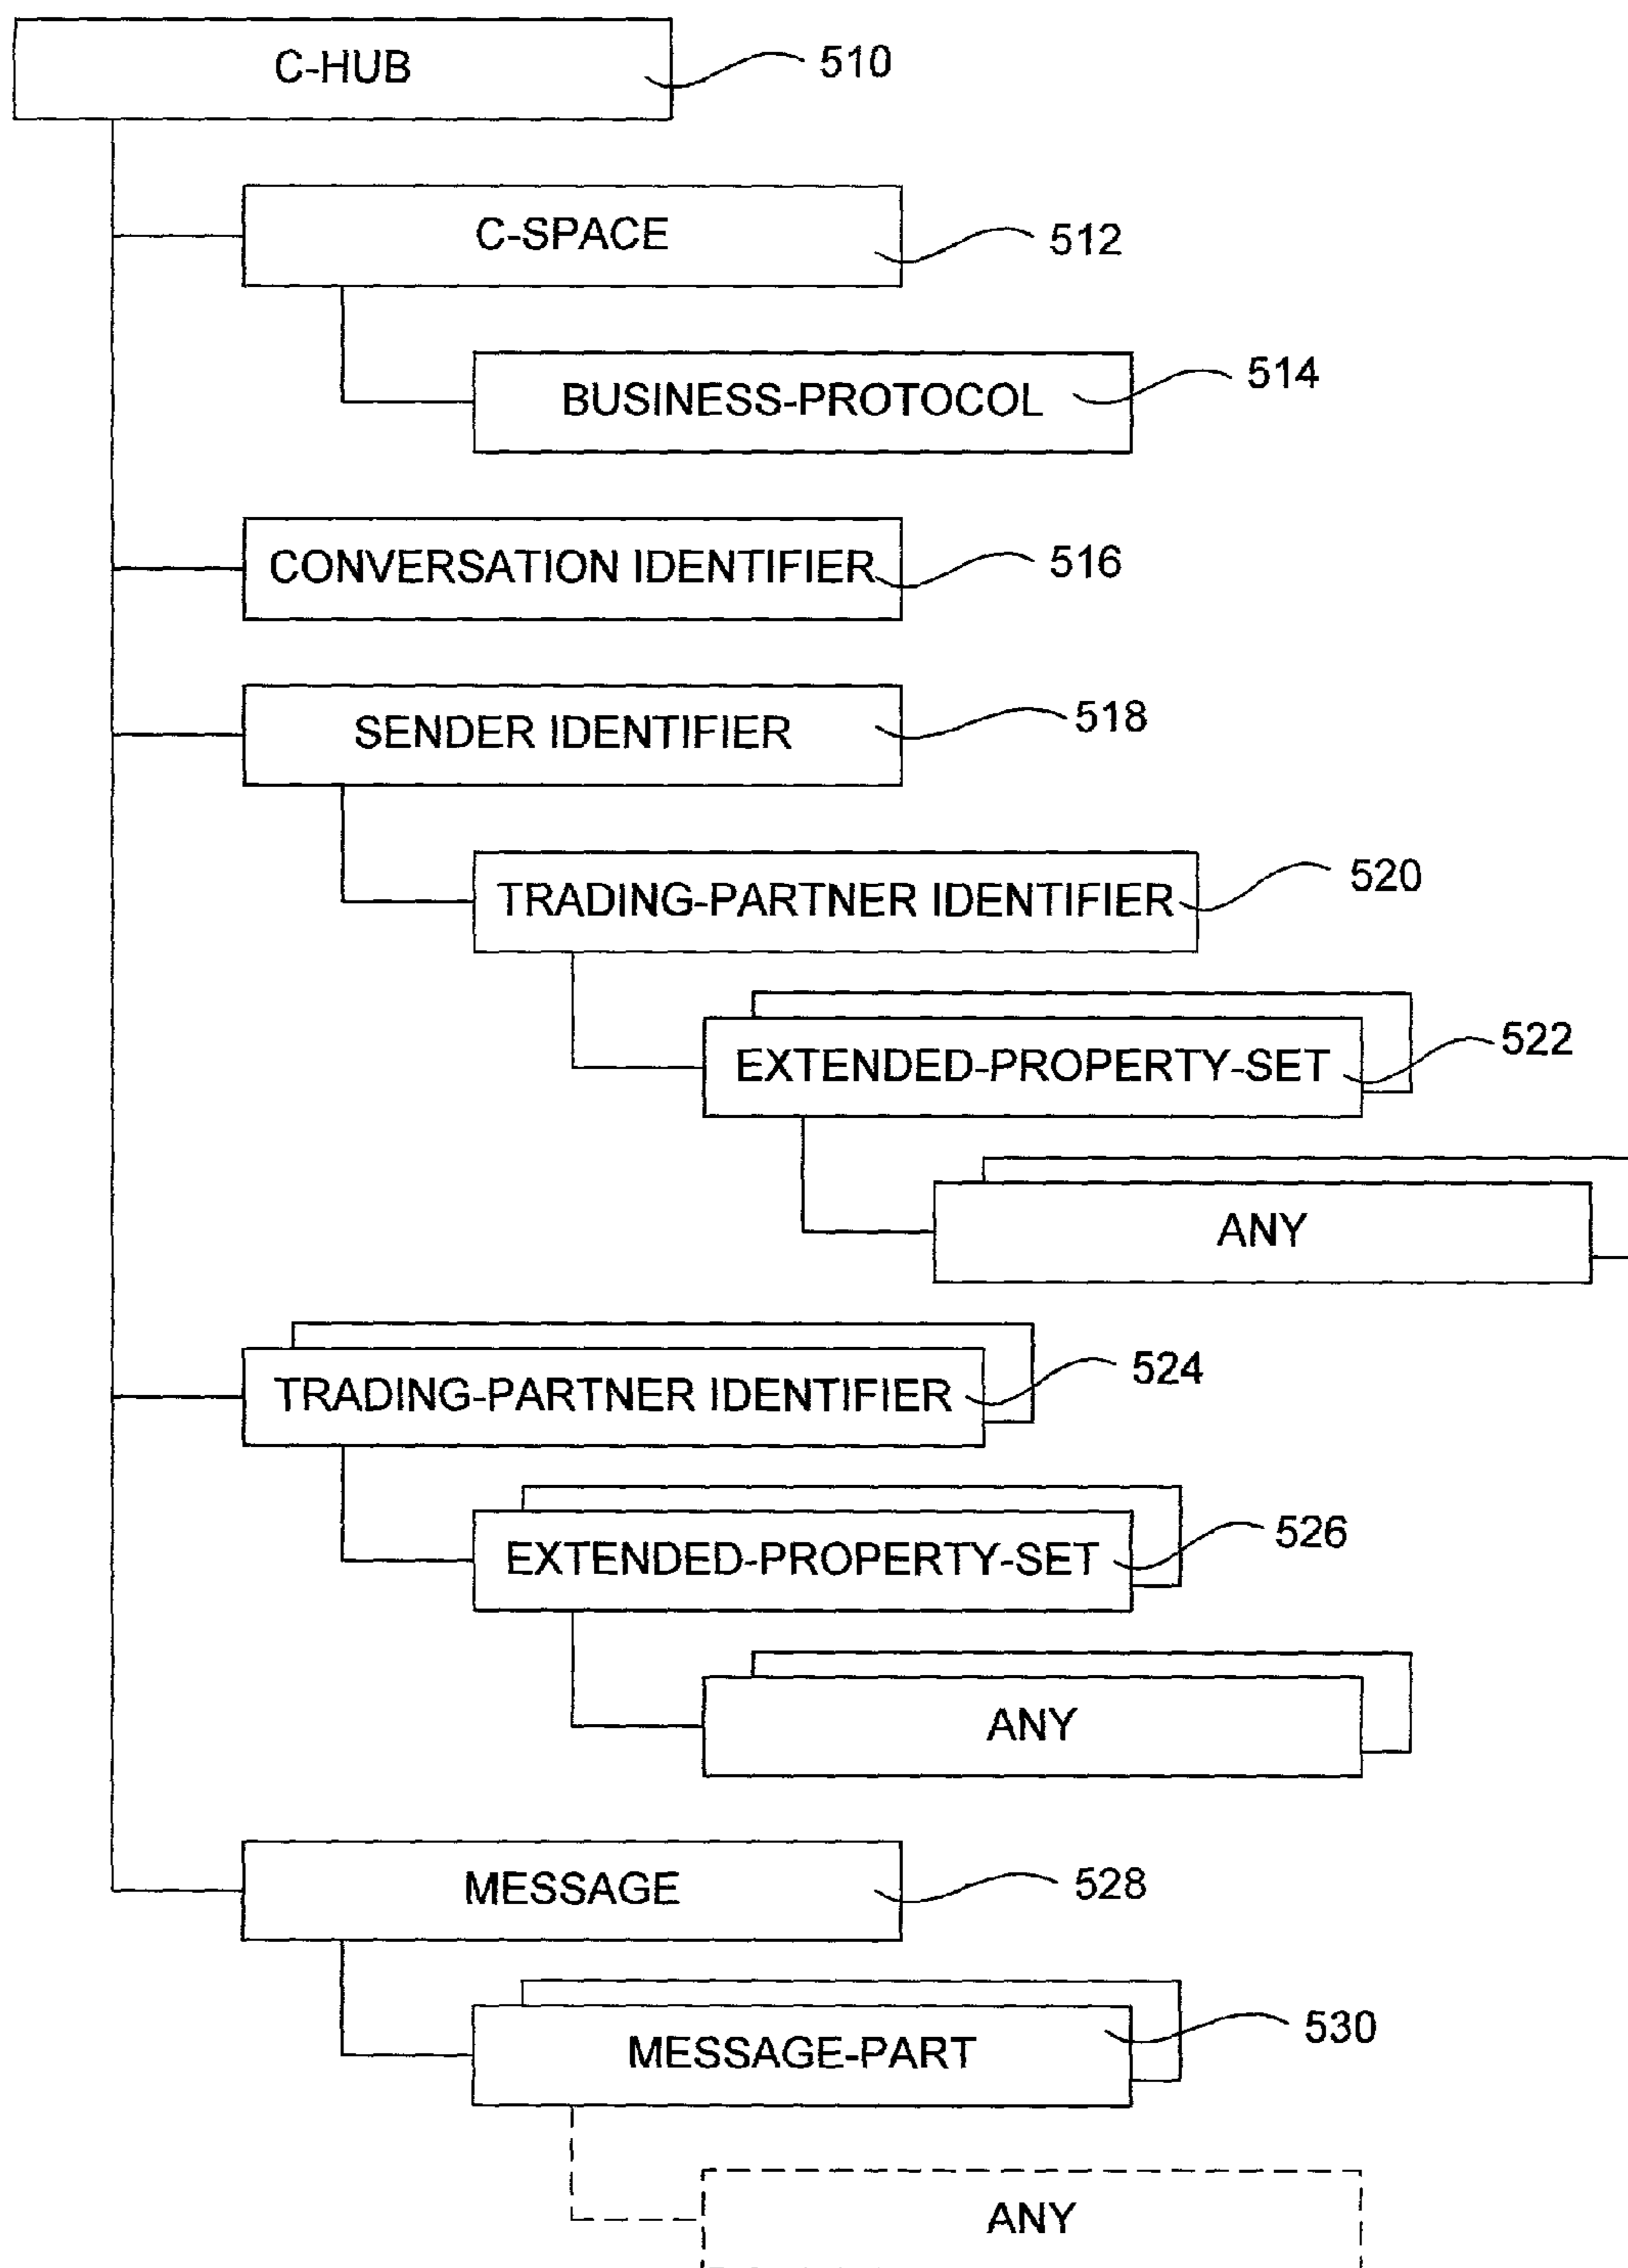 C-HUB 510
C-SPACE 512
BUSINESS-PROTOCOL 514
CONVERSATION IDENTIFIER 516
SENDER IDENTIFIER 518
TRADING-PARTNER IDENTIFIER 520
EXTENDED-PROPERTY-SET 522
ANY
TRADING-PARTNER IDENTIFIER 524
EXTENDED-PROPERTY-SET 526
ANY
MESSAGE 528
MESSAGE-PART 530
ANY